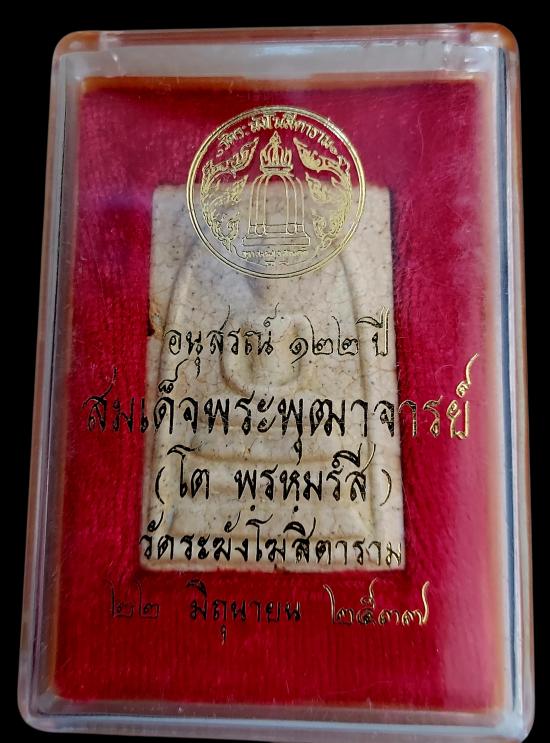 วัดระฆังโฆสิตาราม
อนุสรณ์ ๑๒๒ ปี
สมเด็จพระพุฒาจารย์
(โต พฺรหฺมรํสี)
วัดระฆังโฆสิตาราม
๒๒ มิถุนายน ๒๕๓๗